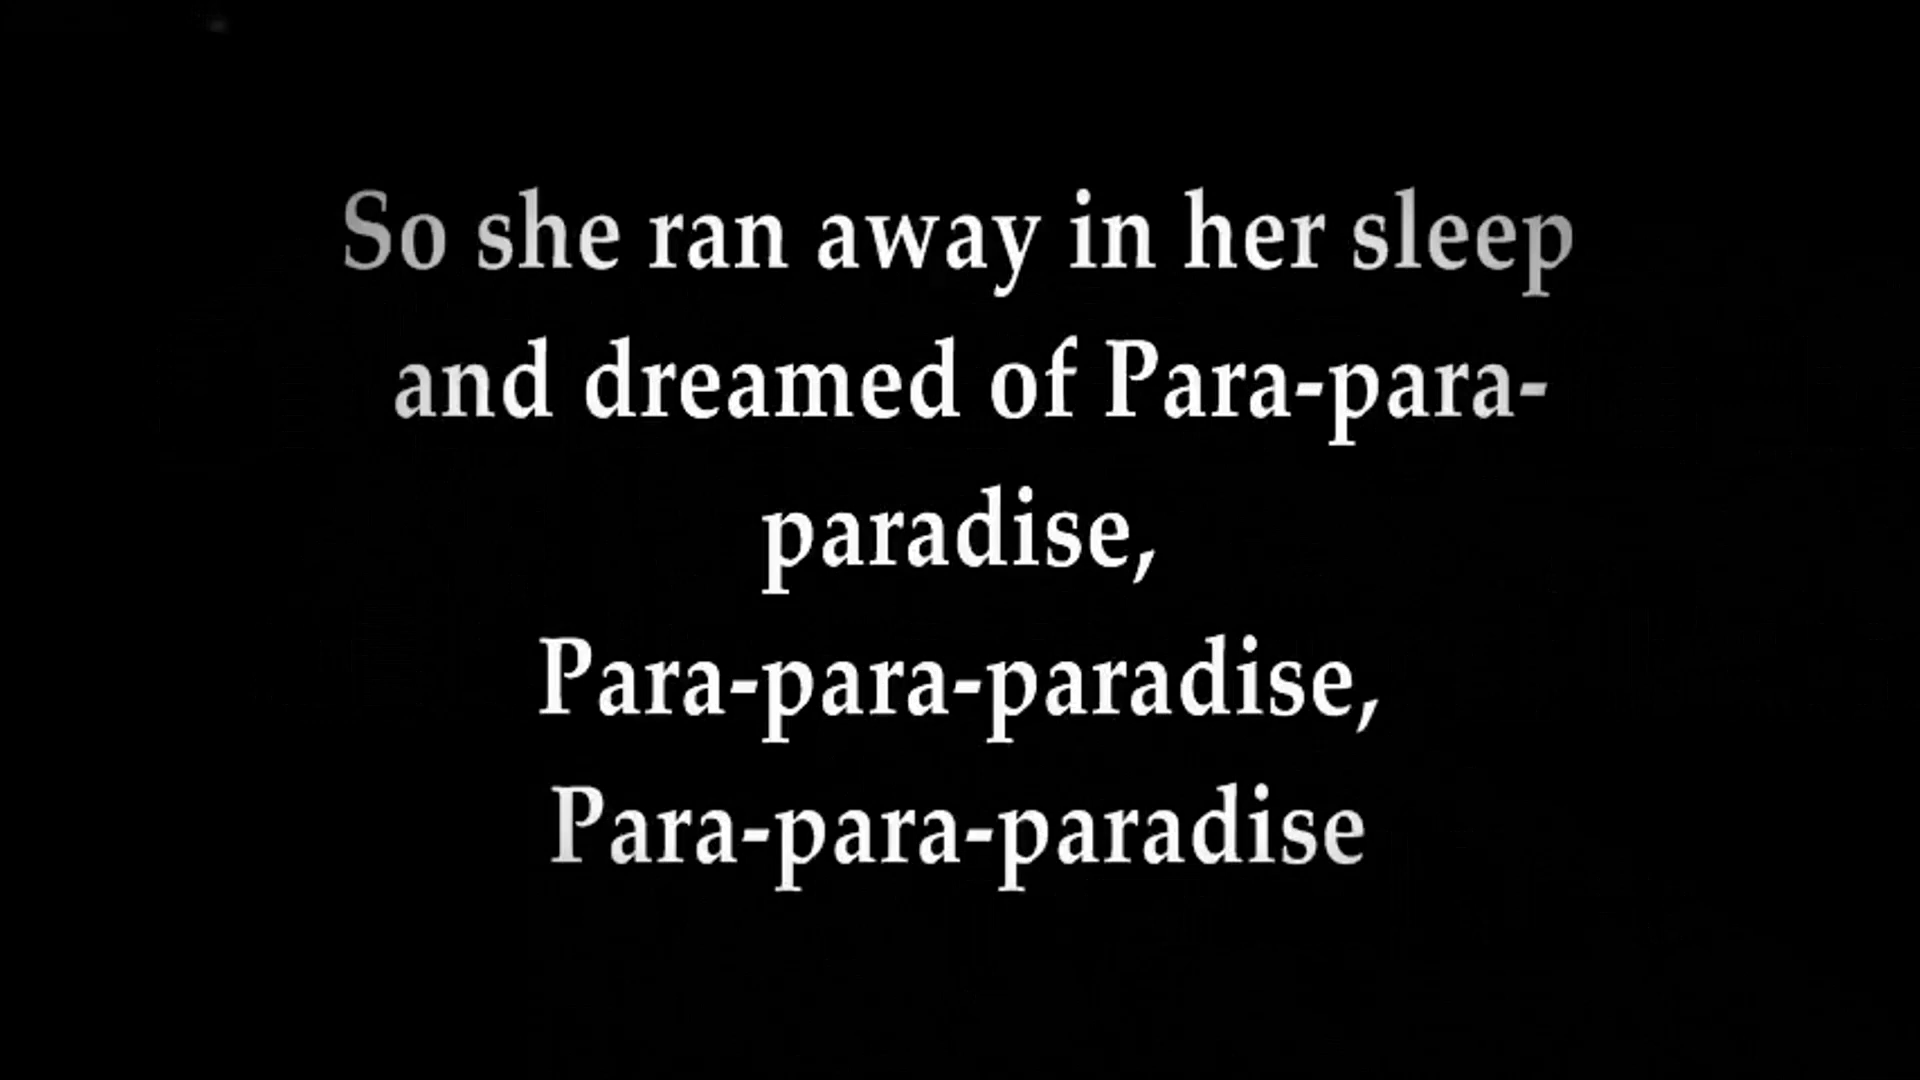 So she ran away in her sleep
and dreamed of Para-para-
paradise,
Para-para-paradise,
Para-para-paradise